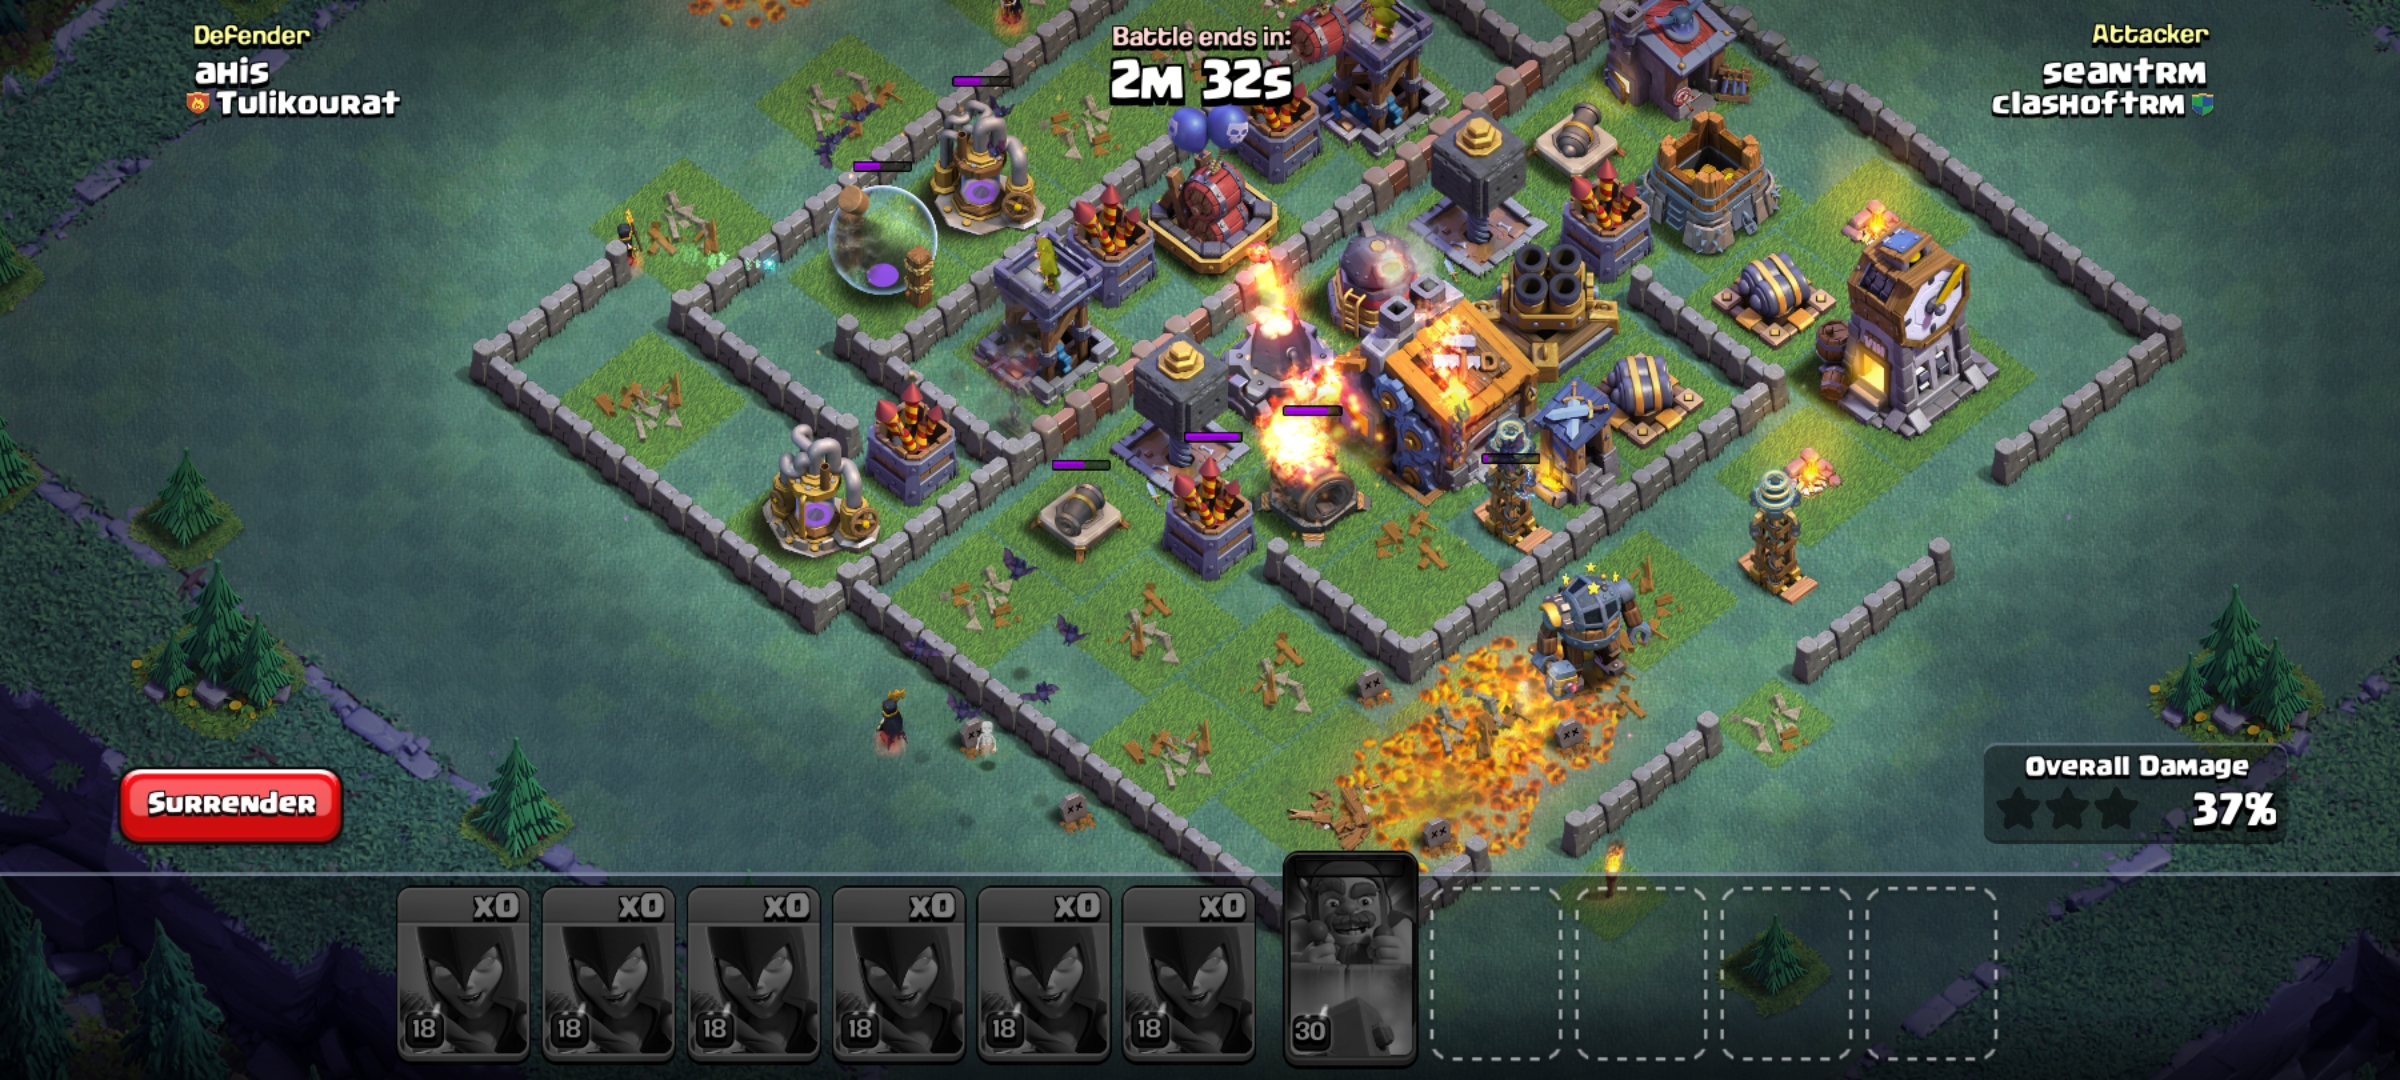 Defender
aHis
Tulikourat
Battle ends in:
2M 32s
Attacker
seantRM
clashoftRM
VIII
Surrender
Overall Damage
37%
x0
x0
x0
x0
x0
x0
18
18
18
18
18
18
30